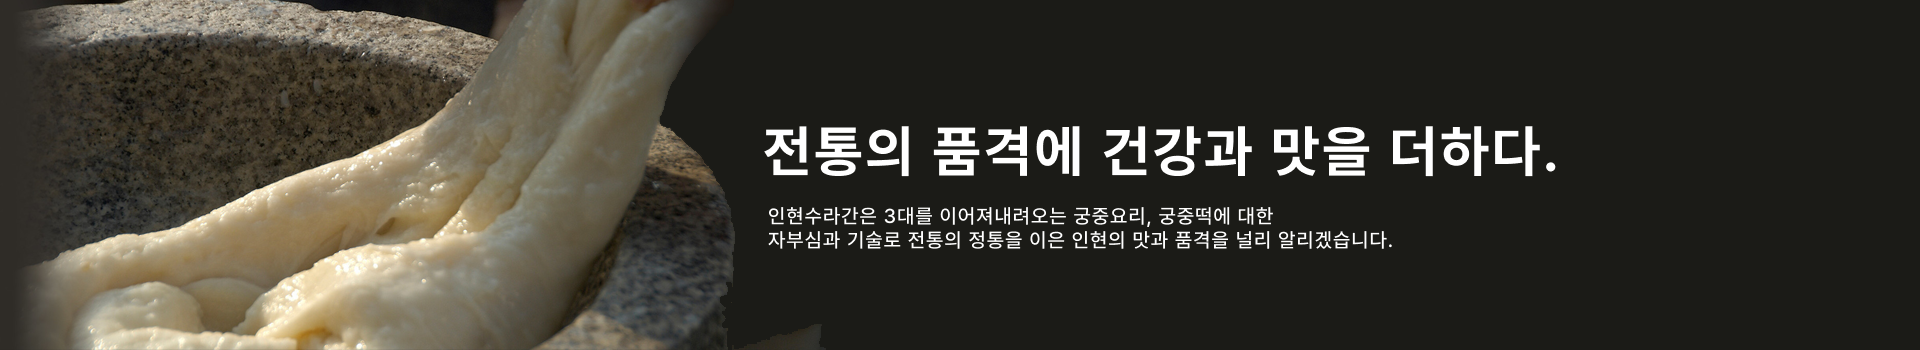 전통의 품격에 건강과 맛을 더하다.
인현수라간은 3대를 이어져내려오는 궁중요리, 궁중떡에 대한
자부심과 기술로 전통의 정통을 이은 인현의 맛과 품격을 널리 알리겠습니다.